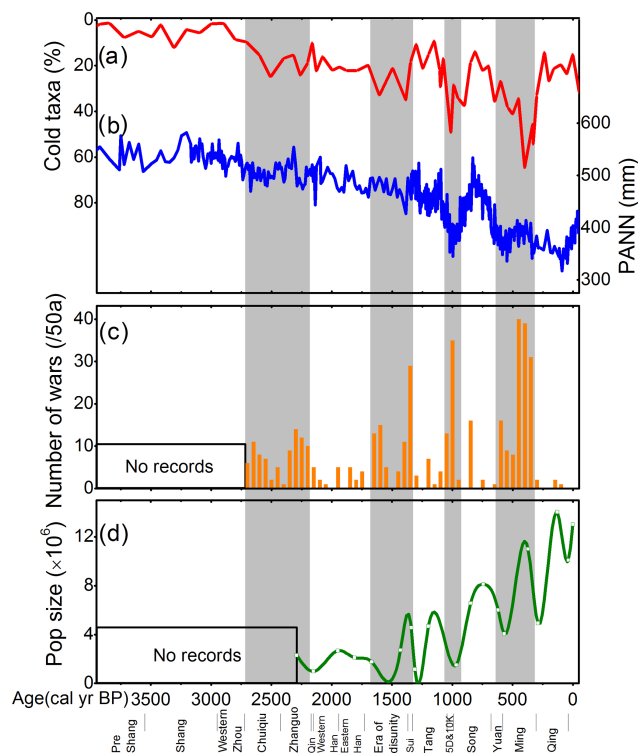 0
20
40
60
80
Cold taxa (%)
(a)
(b)
600
500
400
300
PANN (mm)
40
30
20
10
0
Number of wars (/50a)
(c)
No records
12
8
4
0
Pop size (×10⁶)
(d)
No records
Age(cal yr BP) 3500 3000 2500 2000 1500 1000 500 0
Pre Shang
Shang
Western Zhou
Chuiqiu
Zhanguo
Qin
Western Han
Eastern Han
Era of disunity
Sui
Tang
5D&10K
Song
Yuan
Ming
Qing